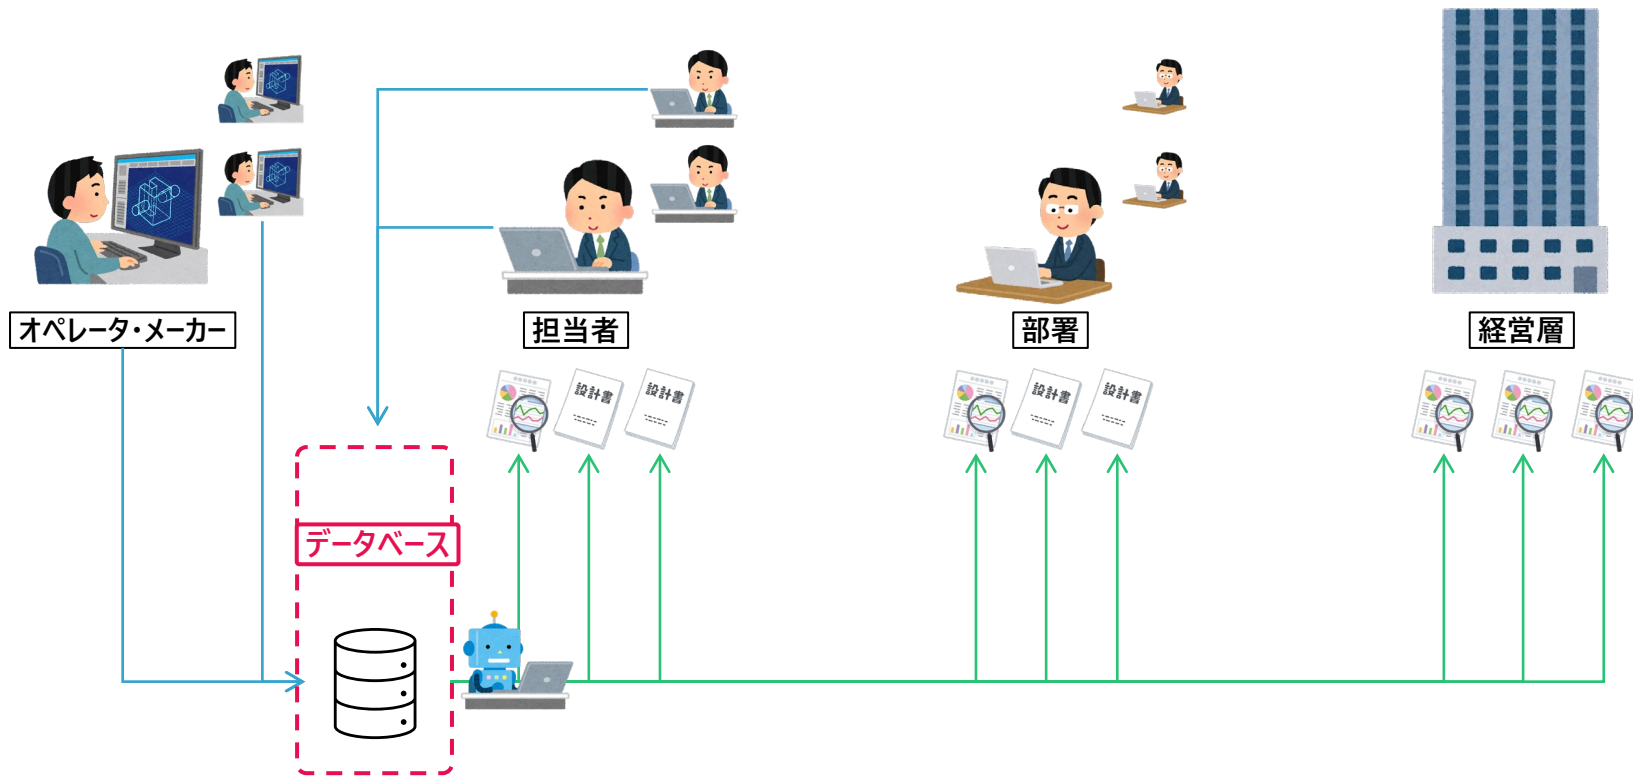 オペレータ・メーカー
担当者
部署
経営層
設計書
設計書
設計書
設計書
データベース